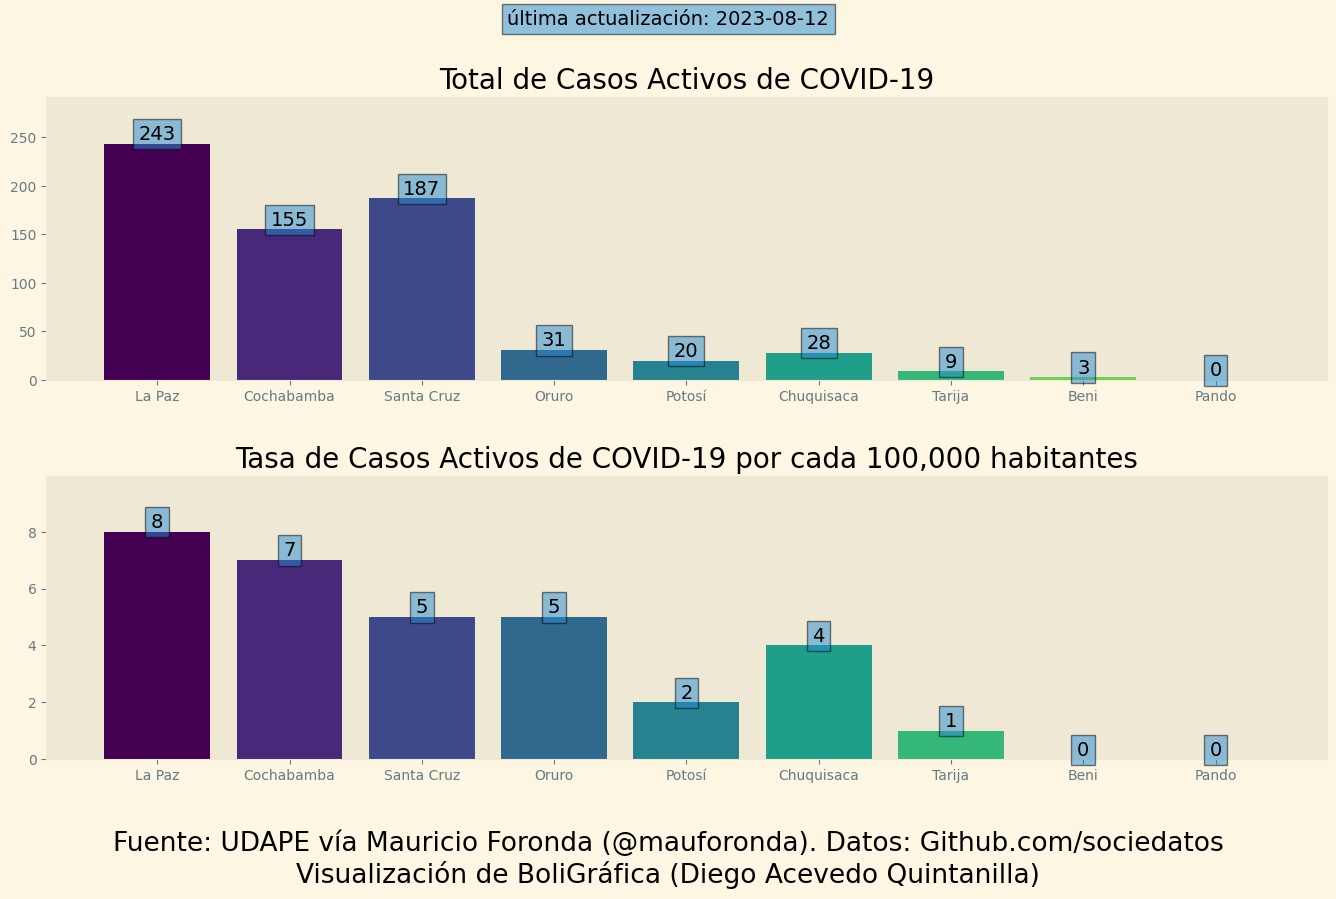 última actualización: 2023-08-12
Total de Casos Activos de COVID-19
250
200
150
100
50
0
243
155
187
31
20
28
9
3
0
La Paz
Cochabamba
Santa Cruz
Oruro
Potosí
Chuquisaca
Tarija
Beni
Pando
Tasa de Casos Activos de COVID-19 por cada 100,000 habitantes
8
6
4
2
0
8
7
5
5
2
4
1
0
0
La Paz
Cochabamba
Santa Cruz
Oruro
Potosí
Chuquisaca
Tarija
Beni
Pando
Fuente: UDAPE vía Mauricio Foronda (@mauforonda). Datos: Github.com/sociedatos
Visualización de BoliGráfica (Diego Acevedo Quintanilla)